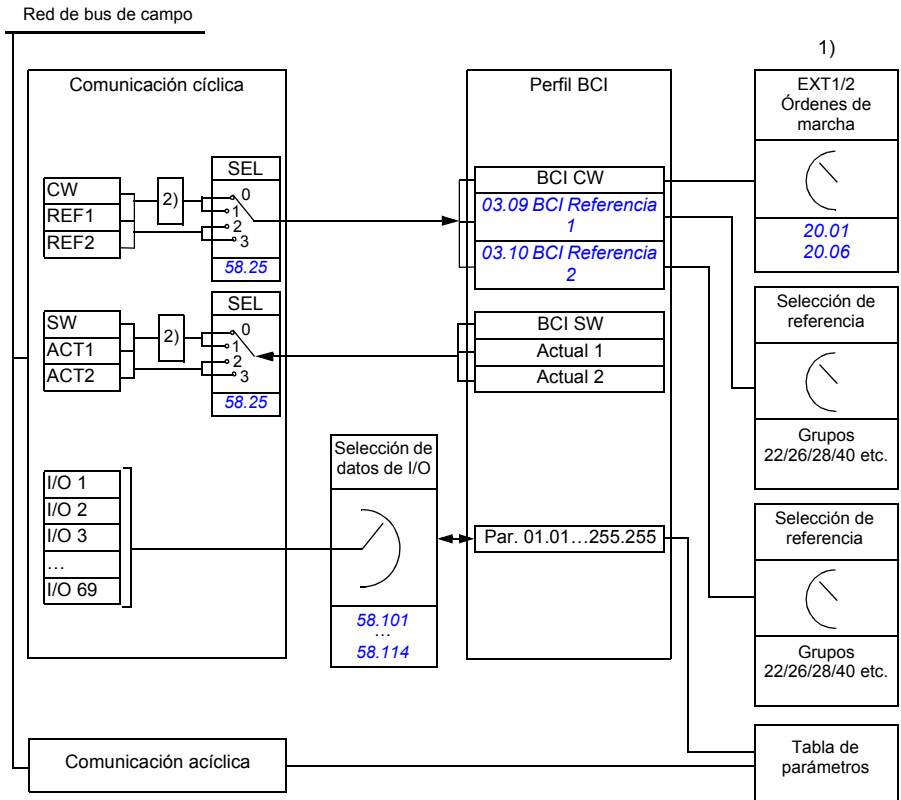 Red de bus de campo
1)
Comunicación cíclica
SEL
CW
REF1
REF2
2)
0
1
2
3
58.25
SEL
SW
ACT1
ACT2
2)
0
1
2
3
58.25
I/O 1
I/O 2
I/O 3
…
I/O 69
Selección de
datos de I/O
58.101
…
58.114
Perfil BCI
BCI CW
03.09 BCI Referencia
1
03.10 BCI Referencia
2
BCI SW
Actual 1
Actual 2
Par. 01.01…255.255
EXT1/2
Órdenes de
marcha
20.01
20.06
Selección de
referencia
Grupos
22/26/28/40 etc.
Selección de
referencia
Grupos
22/26/28/40 etc.
Comunicación acíclica
Tabla de
parámetros